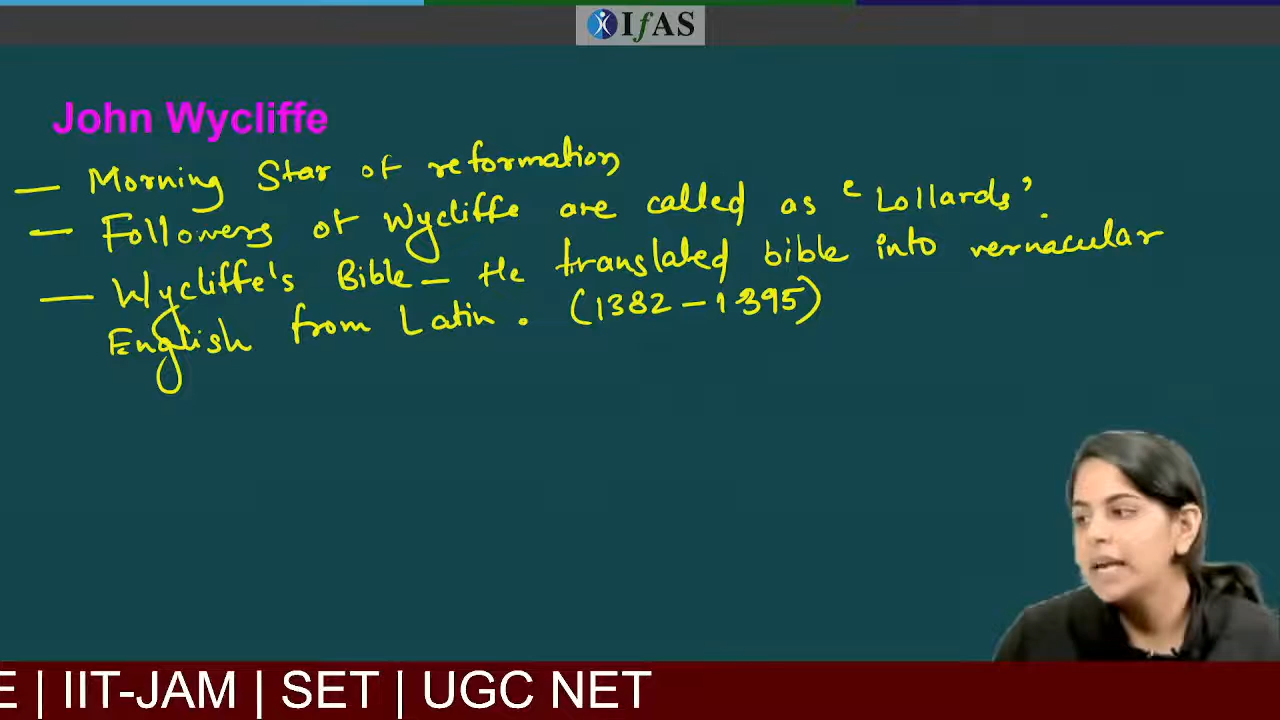 IfAS
John Wycliffe
— Morning Star of reformation
— Followers of Wycliffe are called as ‘Lollards’.
— Wycliffe's Bible – He translated bible into vernacular
English from Latin. (1382 – 1395)
E | IIT-JAM | SET | UGC NET